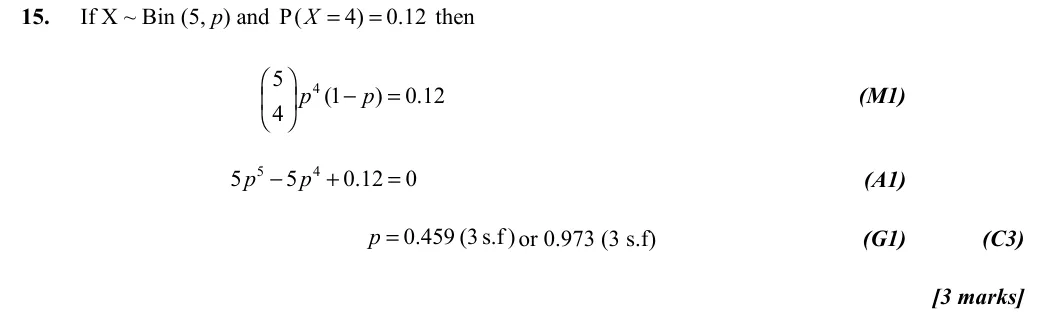 15. If X ~ Bin (5, p) and P(X = 4) = 0.12 then
(5 4) p⁴ (1 − p) = 0.12 (M1)
5p⁵ − 5p⁴ + 0.12 = 0 (A1)
p = 0.459 (3 s.f) or 0.973 (3 s.f) (G1) (C3)
[3 marks]